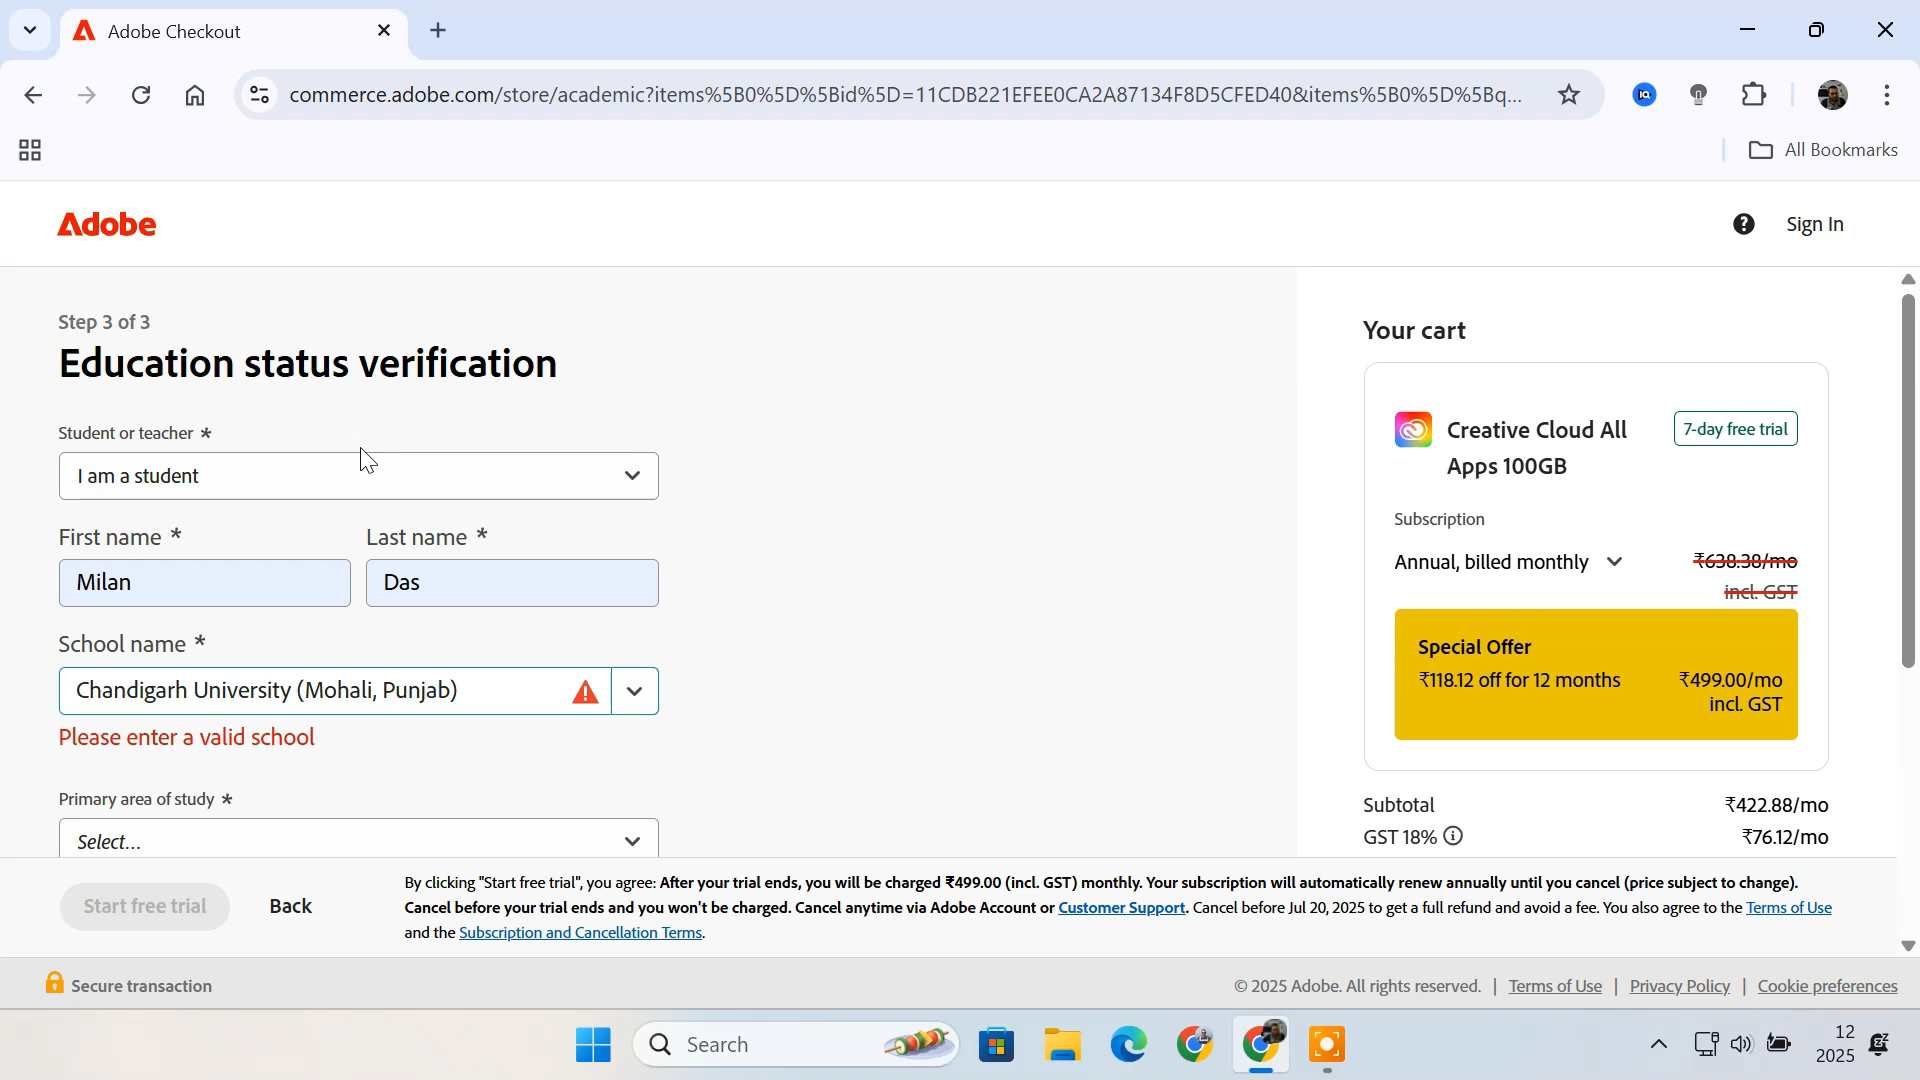 Adobe Checkout
commerce.adobe.com/store/academic?items%5B0%5D%5Bid%5D=11CDB221EFEE0CA2A87134F8D5CFED40&items%5B0%5D%5Bq...
All Bookmarks
Adobe
Sign In
Step 3 of 3
Education status verification
Student or teacher *
I am a student
First name *
Last name *
Milan
Das
School name *
Chandigarh University (Mohali, Punjab)
Please enter a valid school
Primary area of study *
Select...
Your cart
Creative Cloud All
Apps 100GB
7-day free trial
Subscription
Annual, billed monthly
₹638.38/mo
incl. GST
Special Offer
₹118.12 off for 12 months
₹499.00/mo
incl. GST
Subtotal
₹422.88/mo
GST 18%
₹76.12/mo
Start free trial
Back
By clicking "Start free trial", you agree: After your trial ends, you will be charged ₹499.00 (incl. GST) monthly. Your subscription will automatically renew annually until you cancel (price subject to change).
Cancel before your trial ends and you won't be charged. Cancel anytime via Adobe Account or Customer Support. Cancel before Jul 20, 2025 to get a full refund and avoid a fee. You also agree to the Terms of Use
and the Subscription and Cancellation Terms.
Secure transaction
© 2025 Adobe. All rights reserved. | Terms of Use | Privacy Policy | Cookie preferences
Search
12
2025